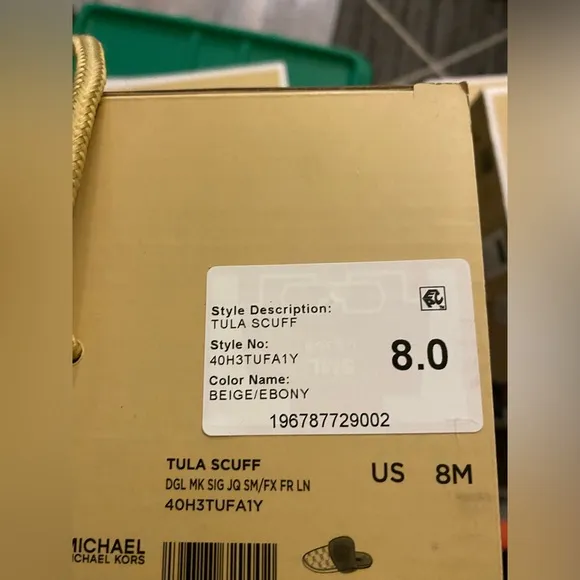 Style Description:
TULA SCUFF
Style No:
40H3TUFA1Y
8.0
Color Name:
BEIGE/EBONY
196787729002
TULA SCUFF
US 8M
DGL MK SIG JQ SM/FX FR LN
40H3TUFA1Y
MICHAEL
MICHAEL KORS